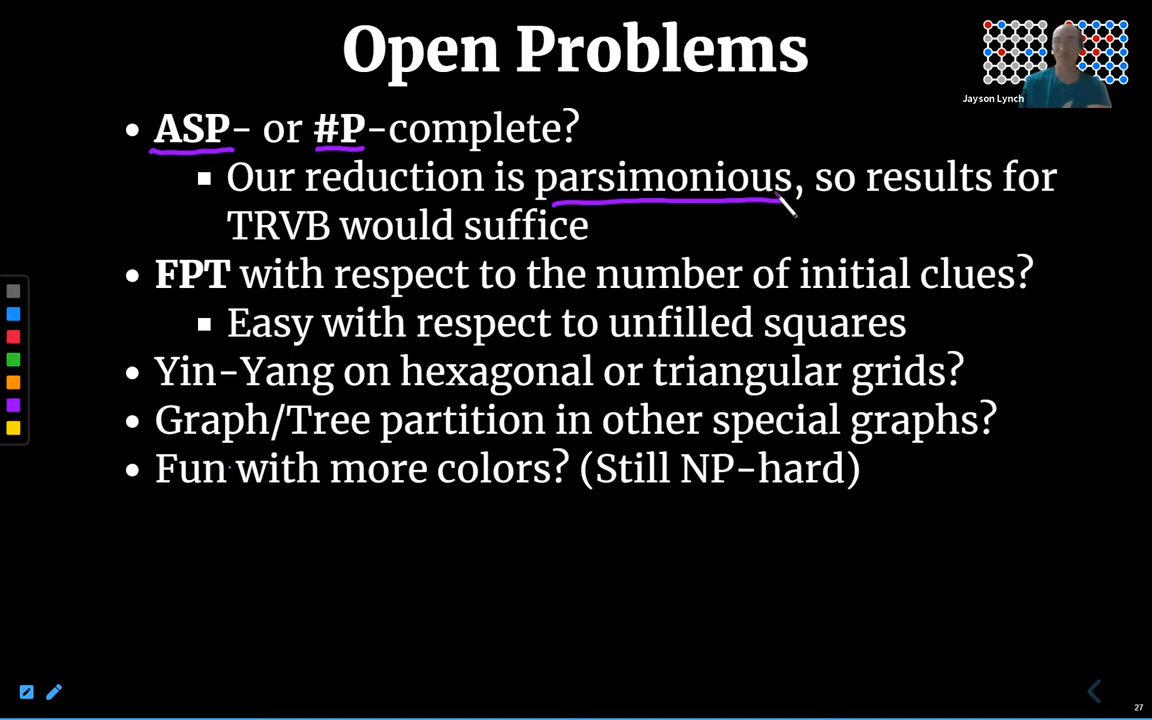 Open Problems
Jayson Lynch
• ASP- or #P-complete?
▪ Our reduction is parsimonious, so results for
TRVB would suffice
• FPT with respect to the number of initial clues?
▪ Easy with respect to unfilled squares
• Yin-Yang on hexagonal or triangular grids?
• Graph/Tree partition in other special graphs?
• Fun with more colors? (Still NP-hard)
27